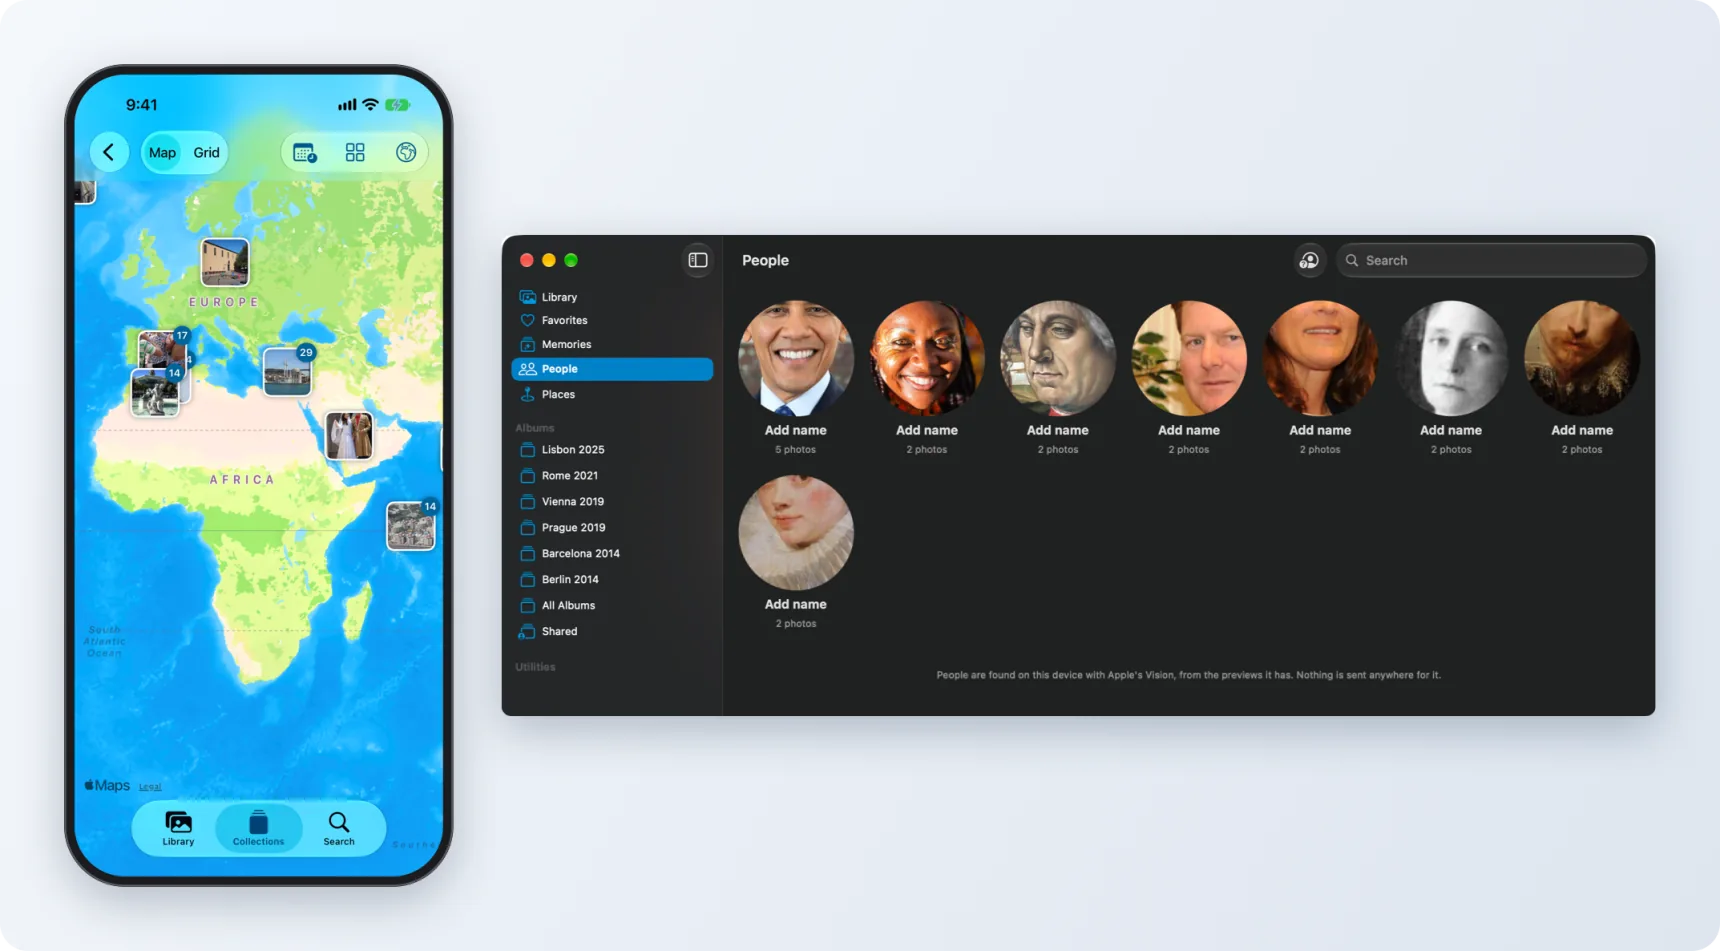 9:41
Map
Grid
EUROPE
17
4
14
29
AFRICA
14
South
Atlantic
Ocean
Maps
Legal
Library
Collections
Search
People
Search
Library
Favorites
Memories
People
Places
Albums
Lisbon 2025
Rome 2021
Vienna 2019
Prague 2019
Barcelona 2014
Berlin 2014
All Albums
Shared
Utilities
Add name
5 photos
Add name
2 photos
Add name
2 photos
Add name
2 photos
Add name
2 photos
Add name
2 photos
Add name
2 photos
Add name
2 photos
People are found on this device with Apple's Vision, from the previews it has. Nothing is sent anywhere for it.